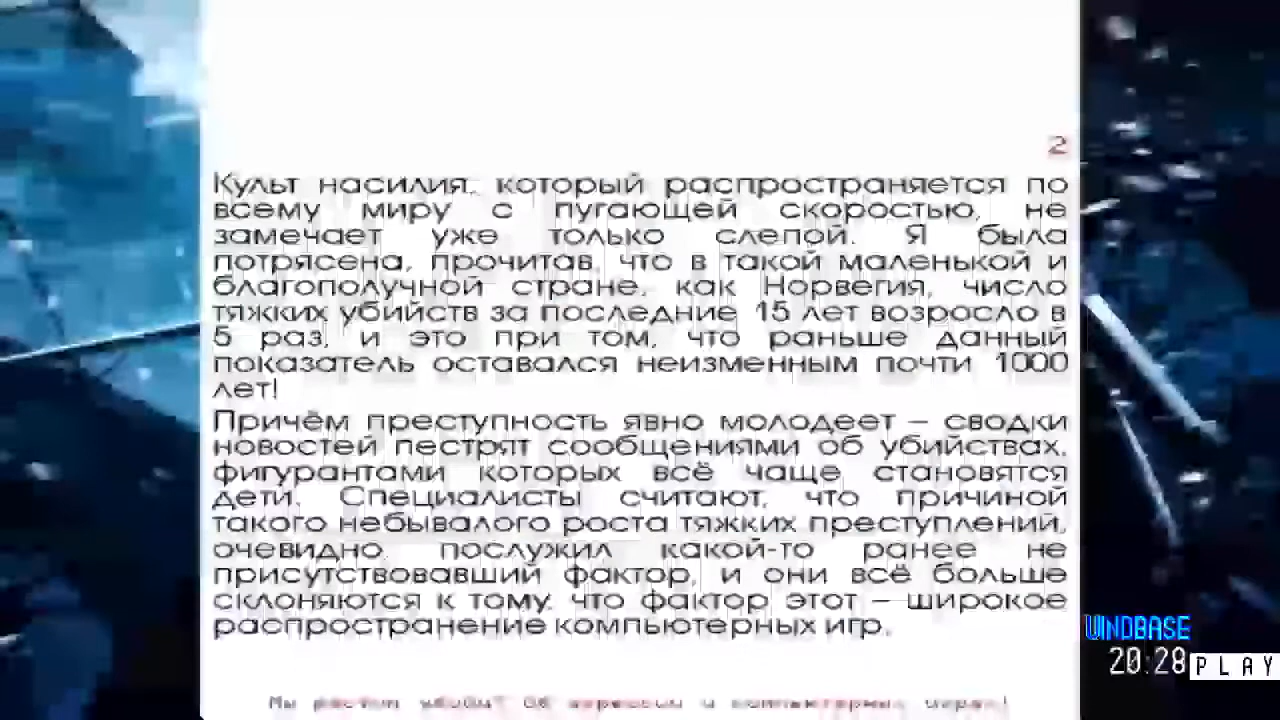 2
Культ насилия, который распространяется по
всему миру с пугающей скоростью, не
замечает уже только слепой. Я была
потрясена, прочитав, что в такой маленькой и
благополучной стране, как Норвегия, число
тяжких убийств за последние 15 лет возросло в
5 раз, и это при том, что раньше данный
показатель оставался неизменным почти 1000
лет!
Причём преступность явно молодеет – сводки
новостей пестрят сообщениями об убийствах,
фигурантами которых всё чаще становятся
дети. Специалисты считают, что причиной
такого небывалого роста тяжких преступлений,
очевидно, послужил какой-то ранее не
присутствовавший фактор, и они всё больше
склоняются к тому, что фактор этот – широкое
распространение компьютерных игр.
20:28
PLAY